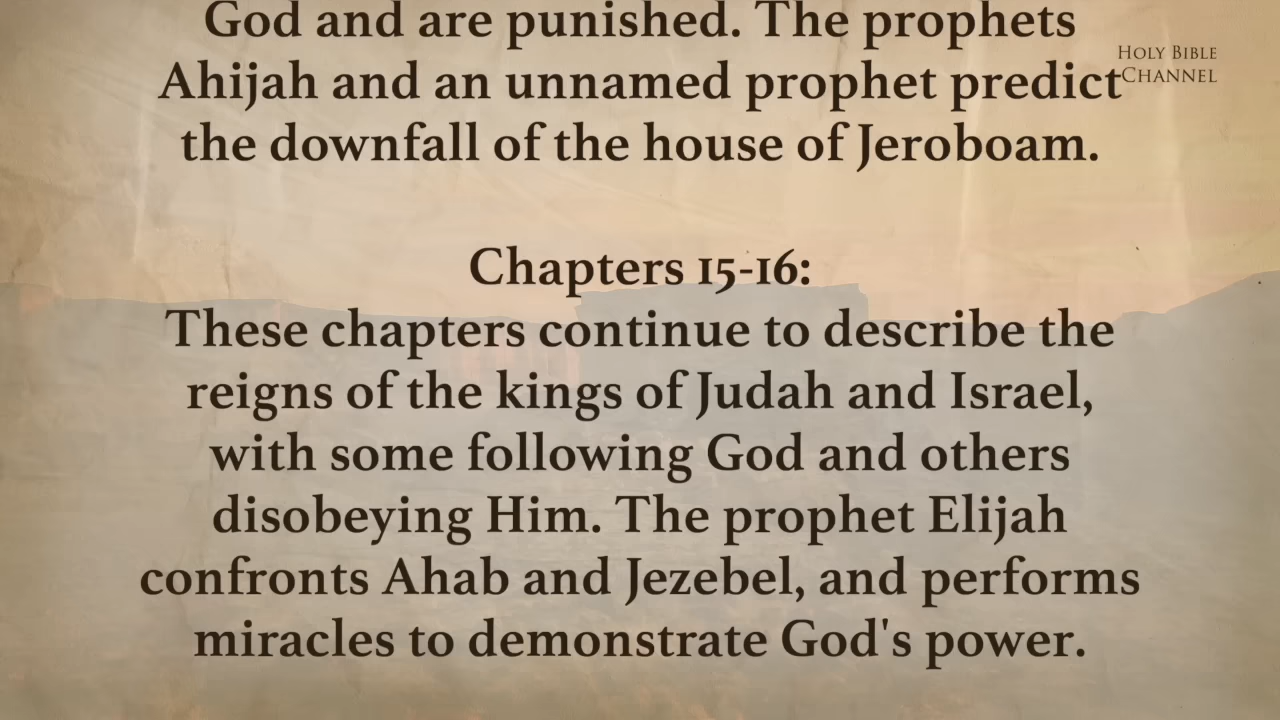 God and are punished. The prophets
Ahijah and an unnamed prophet predict
the downfall of the house of Jeroboam.
HOLY BIBLE
CHANNEL
Chapters 15-16:
These chapters continue to describe the
reigns of the kings of Judah and Israel,
with some following God and others
disobeying Him. The prophet Elijah
confronts Ahab and Jezebel, and performs
miracles to demonstrate God's power.